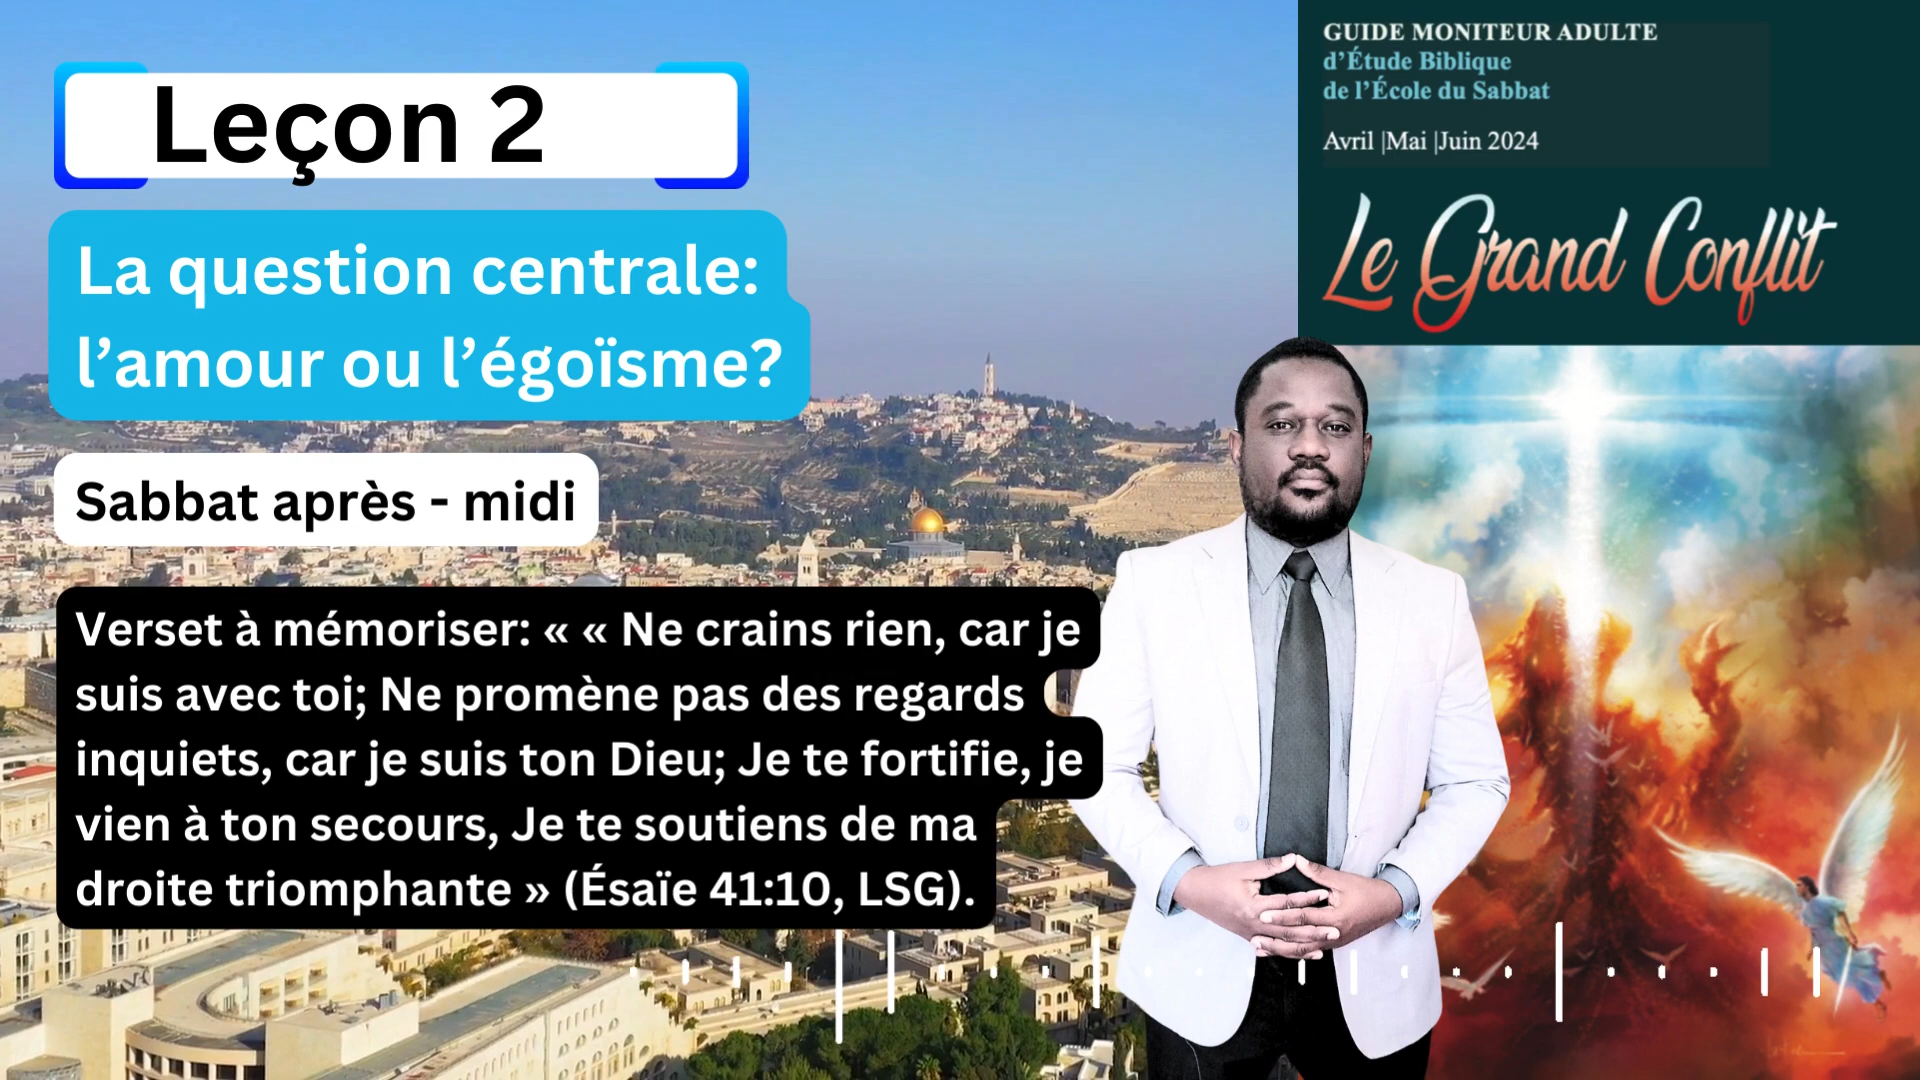 Leçon 2
La question centrale:
l’amour ou l’égoïsme?
Sabbat après - midi
Verset à mémoriser: « « Ne crains rien, car je
suis avec toi; Ne promène pas des regards
inquiets, car je suis ton Dieu; Je te fortifie, je
vien à ton secours, Je te soutiens de ma
droite triomphante » (Ésaïe 41:10, LSG).
GUIDE MONITEUR ADULTE
d’Étude Biblique
de l’École du Sabbat
Avril |Mai |Juin 2024
Le Grand Conflit